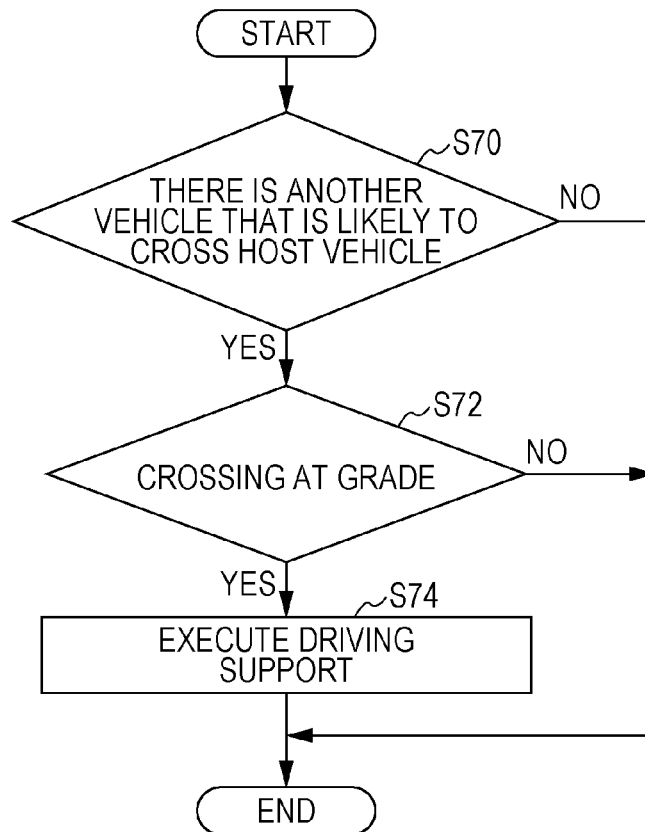 START
S70
THERE IS ANOTHER
VEHICLE THAT IS LIKELY TO
CROSS HOST VEHICLE
NO
YES
S72
CROSSING AT GRADE
NO
YES
S74
EXECUTE DRIVING
SUPPORT
END